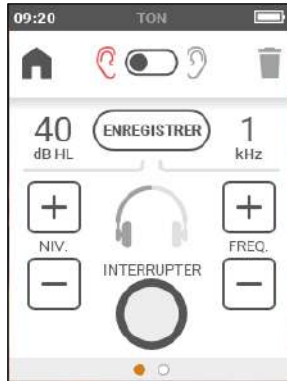 09:20 TON
40 ENREGISTRER 1
dB HL kHz
+ +
NIV. FREQ.
INTERRUPTER
− −